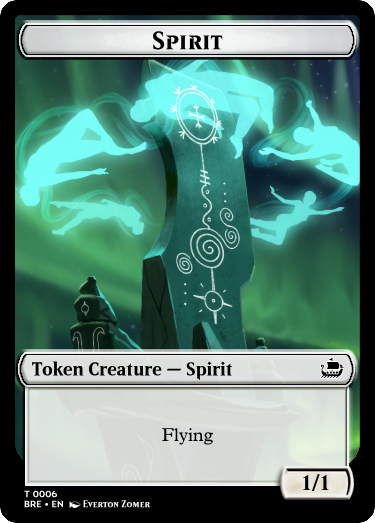 Spirit
Token Creature — Spirit
Flying
1/1
T 0006
BRE • EN Everton Zomer